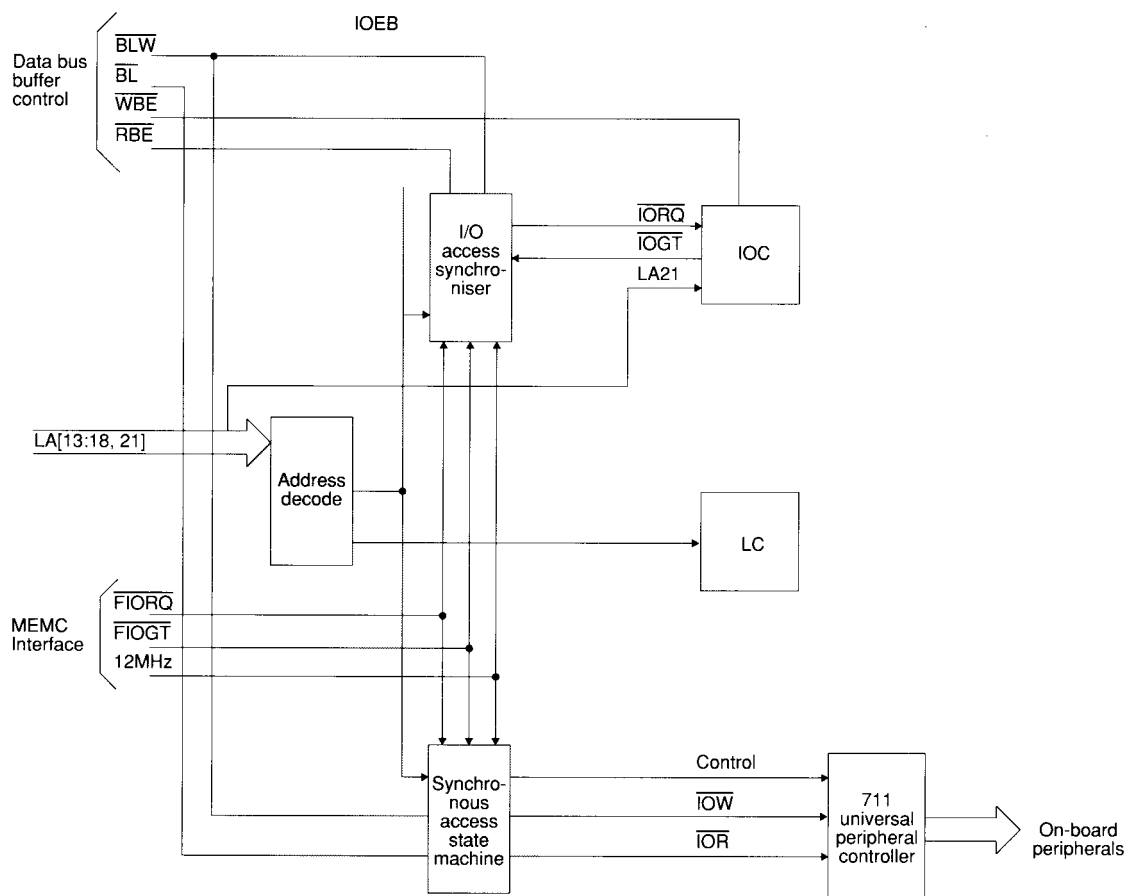 IOEB
Data bus
buffer
control
BLW
BL
WBE
RBE
I/O
access
synchro-
niser
IORQ
IOGT
LA21
IOC
LA[13:18, 21]
Address
decode
LC
MEMC
Interface
FIORQ
FIOGT
12MHz
Synchro-
nous
access
state
machine
Control
IOW
IOR
711
universal
peripheral
controller
On-board
peripherals